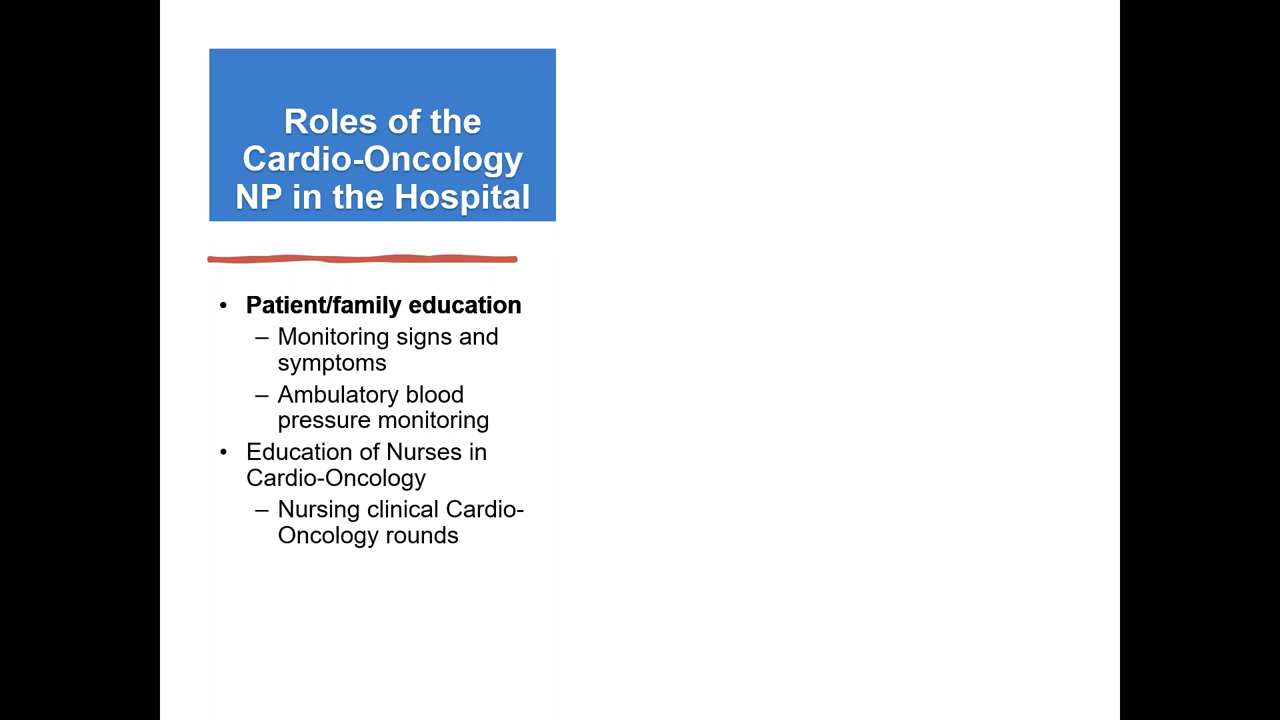 Roles of the
Cardio-Oncology
NP in the Hospital
• Patient/family education
– Monitoring signs and
symptoms
– Ambulatory blood
pressure monitoring
• Education of Nurses in
Cardio-Oncology
– Nursing clinical Cardio-
Oncology rounds